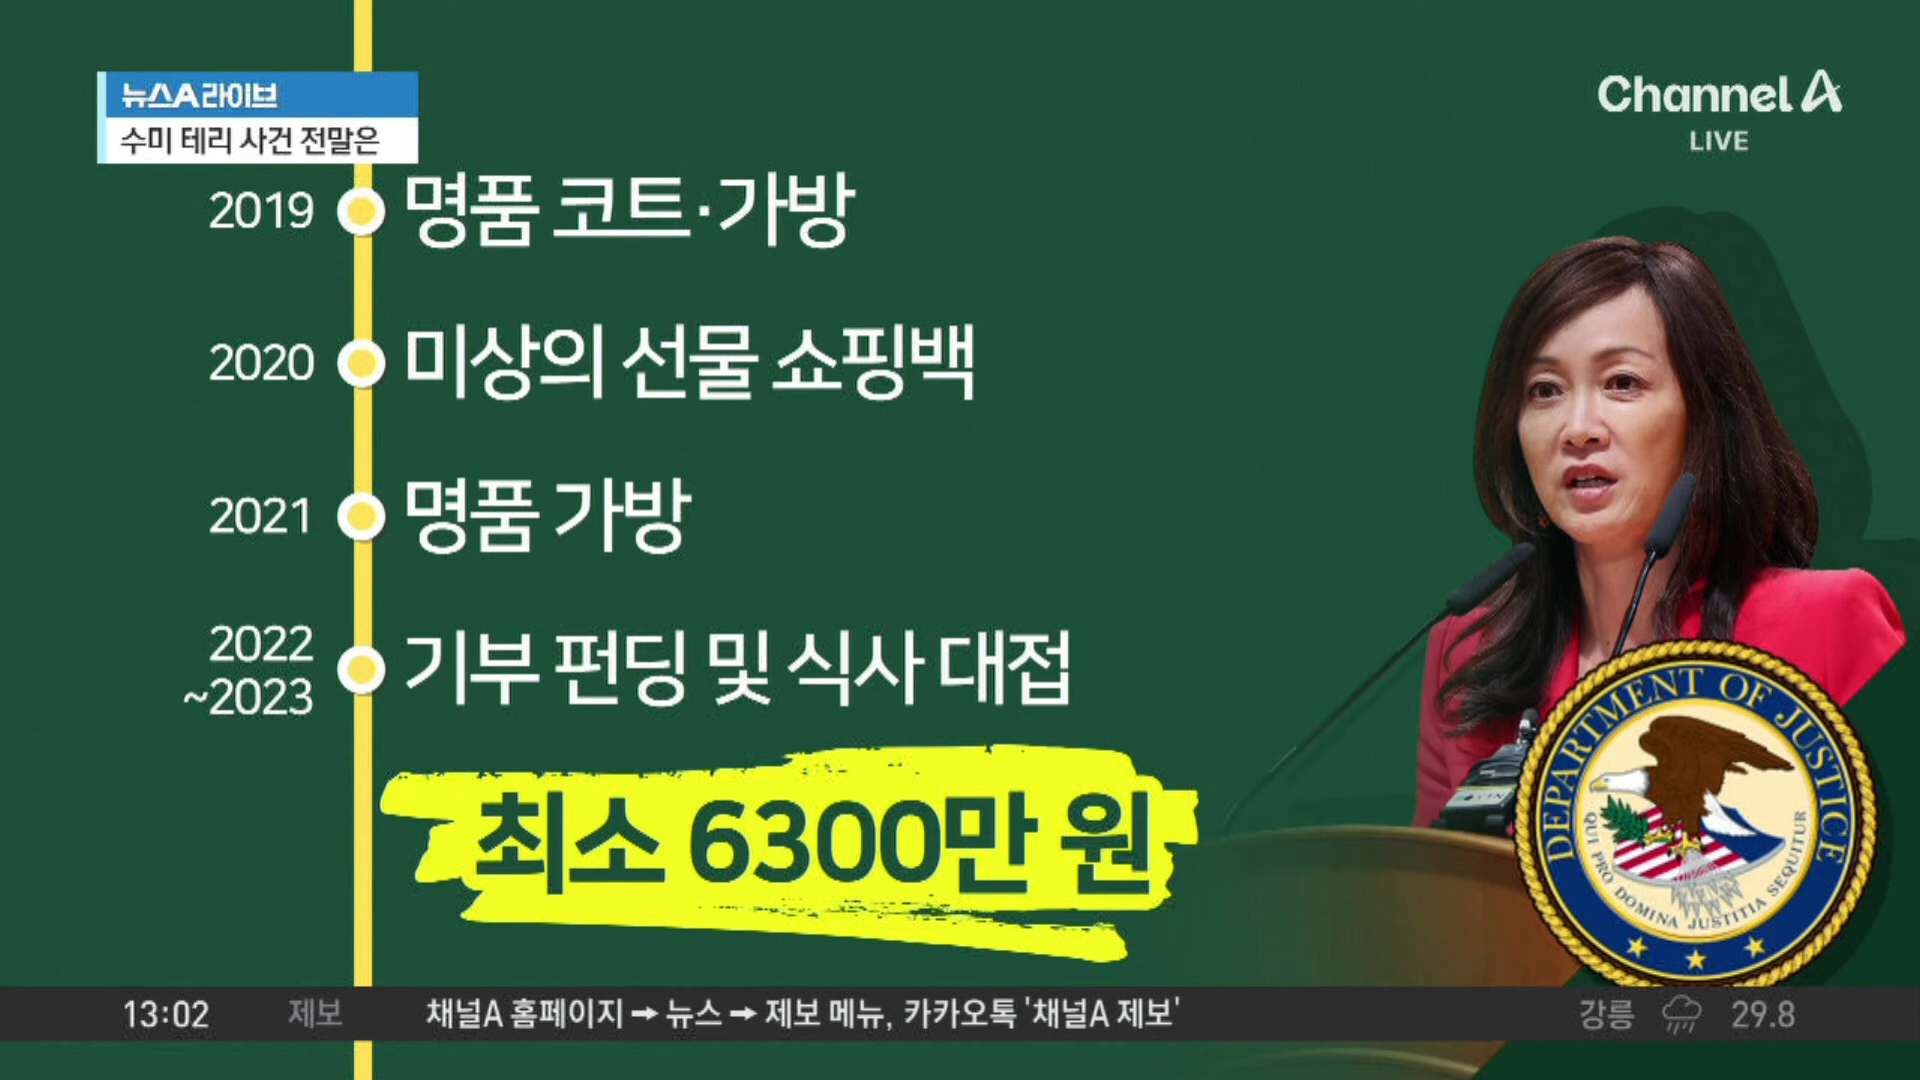 뉴스A 라이브
수미 테리 사건 전말은
Channel A
LIVE
2019 명품 코트·가방
2020 미상의 선물 쇼핑백
2021 명품 가방
2022
~2023 기부 펀딩 및 식사 대접
최소 6300만 원
DEPARTMENT OF JUSTICE
QUI PRO DOMINA JUSTITIA SEQUITUR
13:02 제보 채널A 홈페이지 → 뉴스 → 제보 메뉴, 카카오톡 '채널A 제보' 강릉 29.8